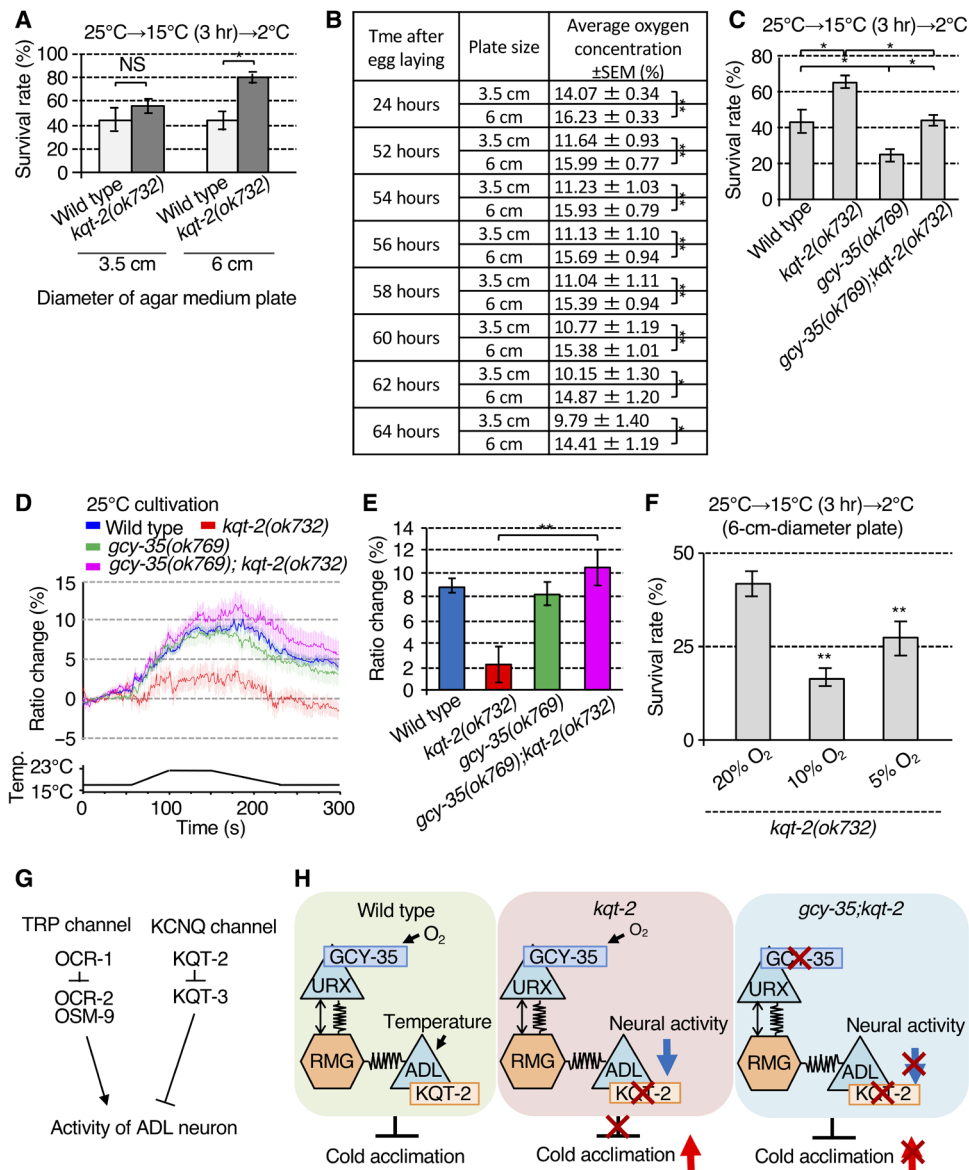 A
25°C→15°C (3 hr)→2°C
Survival rate (%)
100
80
60
40
20
0
NS
*
Wild type
kqt-2(ok732)
Wild type
kqt-2(ok732)
3.5 cm
6 cm
Diameter of agar medium plate
B
Tme after egg laying
Plate size
Average oxygen concentration ±SEM (%)
24 hours
3.5 cm 14.07 ± 0.34
6 cm 16.23 ± 0.33
**
52 hours
3.5 cm 11.64 ± 0.93
6 cm 15.99 ± 0.77
**
54 hours
3.5 cm 11.23 ± 1.03
6 cm 15.93 ± 0.79
**
56 hours
3.5 cm 11.13 ± 1.10
6 cm 15.69 ± 0.94
**
58 hours
3.5 cm 11.04 ± 1.11
6 cm 15.39 ± 0.94
**
60 hours
3.5 cm 10.77 ± 1.19
6 cm 15.38 ± 1.01
**
62 hours
3.5 cm 10.15 ± 1.30
6 cm 14.87 ± 1.20
*
64 hours
3.5 cm 9.79 ± 1.40
6 cm 14.41 ± 1.19
*
C
25°C→15°C (3 hr)→2°C
Survival rate (%)
80
60
40
20
0
* *
* *
Wild type
kqt-2(ok732)
gcy-35(ok769)
gcy-35(ok769);kqt-2(ok732)
D
25°C cultivation
Wild type
kqt-2(ok732)
gcy-35(ok769)
gcy-35(ok769); kqt-2(ok732)
Ratio change (%)
15
10
5
0
−5
Temp.
23°C
15°C
0 100 200 300
Time (s)
E
Ratio change (%)
14
12
10
8
6
4
2
0
**
Wild type
kqt-2(ok732)
gcy-35(ok769)
gcy-35(ok769);kqt-2(ok732)
F
25°C→15°C (3 hr)→2°C
(6-cm-diameter plate)
Survival rate (%)
50
25
0
**
**
20% O2
10% O2
5% O2
kqt-2(ok732)
G
TRP channel
KCNQ channel
OCR-1
KQT-2
OCR-2
OSM-9
KQT-3
Activity of ADL neuron
H
Wild type
O2
GCY-35
URX
Temperature
RMG
ADL
KQT-2
Cold acclimation
kqt-2
O2
GCY-35
URX
Neural activity
RMG
ADL
KQT-2
Cold acclimation
gcy-35;kqt-2
GCY-35
URX
Neural activity
RMG
ADL
KQT-2
Cold acclimation